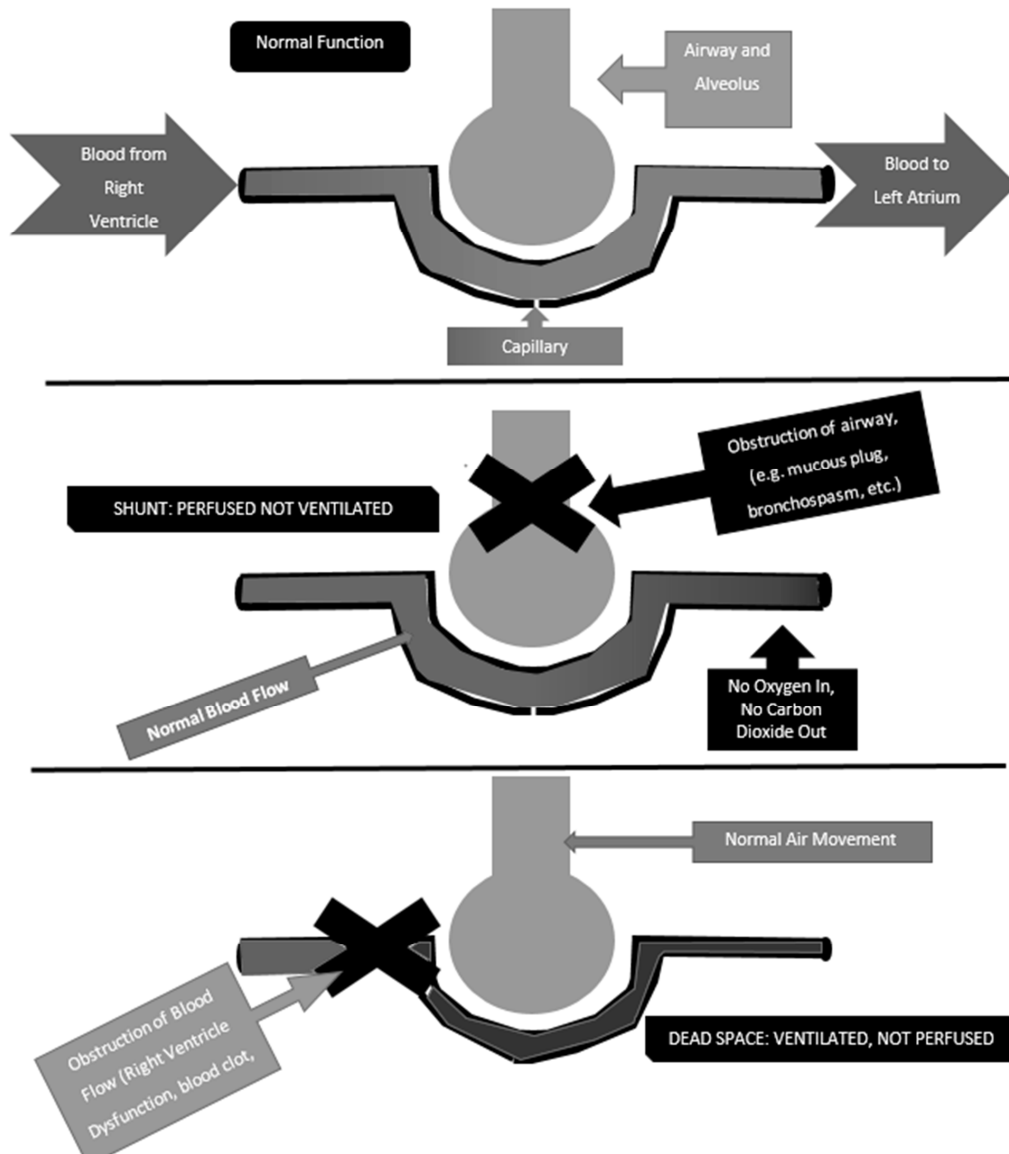 Normal Function
Airway and
Alveolus
Blood from
Right
Ventricle
Blood to
Left Atrium
Capillary
Obstruction of airway,
(e.g. mucous plug,
bronchospasm, etc.)
SHUNT: PERFUSED NOT VENTILATED
Normal Blood Flow
No Oxygen In,
No Carbon
Dioxide Out
Normal Air Movement
Obstruction of Blood
Flow (Right Ventricle
Dysfunction, blood clot,
DEAD SPACE: VENTILATED, NOT PERFUSED